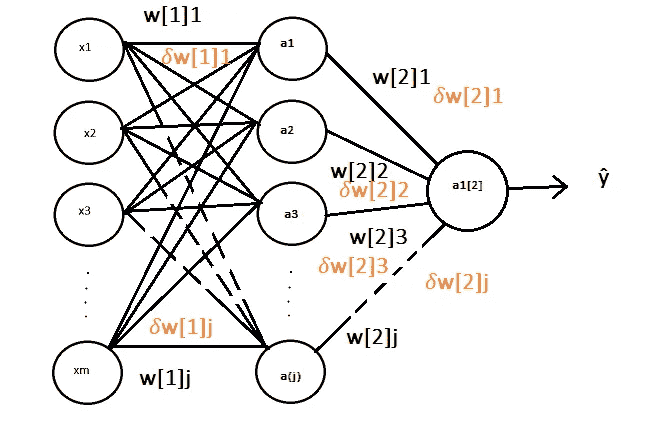 w[1]1
x1
δw[1]1
a1
w[2]1
δw[2]1
x2
a2
w[2]2
δw[2]2
a1[2]
ŷ
x3
a3
w[2]3
δw[2]3
δw[2]j
δw[1]j
w[2]j
xm
w[1]j
a{j}